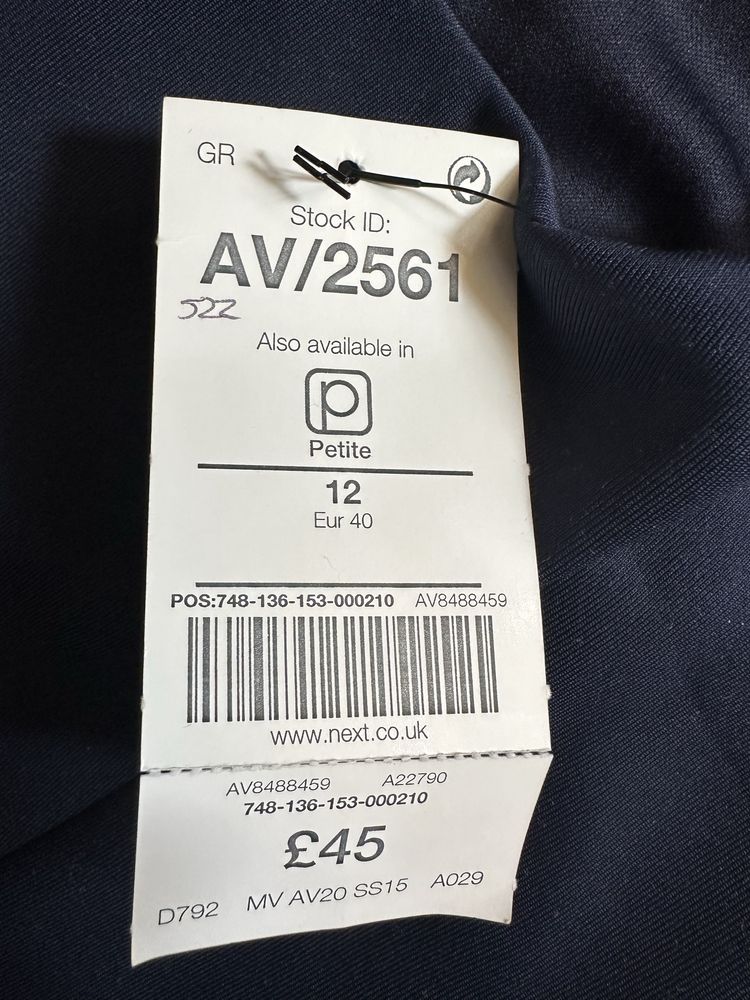 GR
Stock ID:
AV/2561
522
Also available in
p
Petite
12
Eur 40
POS:748-136-153-000210 AV8488459
www.next.co.uk
AV8488459 A22790
748-136-153-000210
£45
D792 MV AV20 SS15 A029